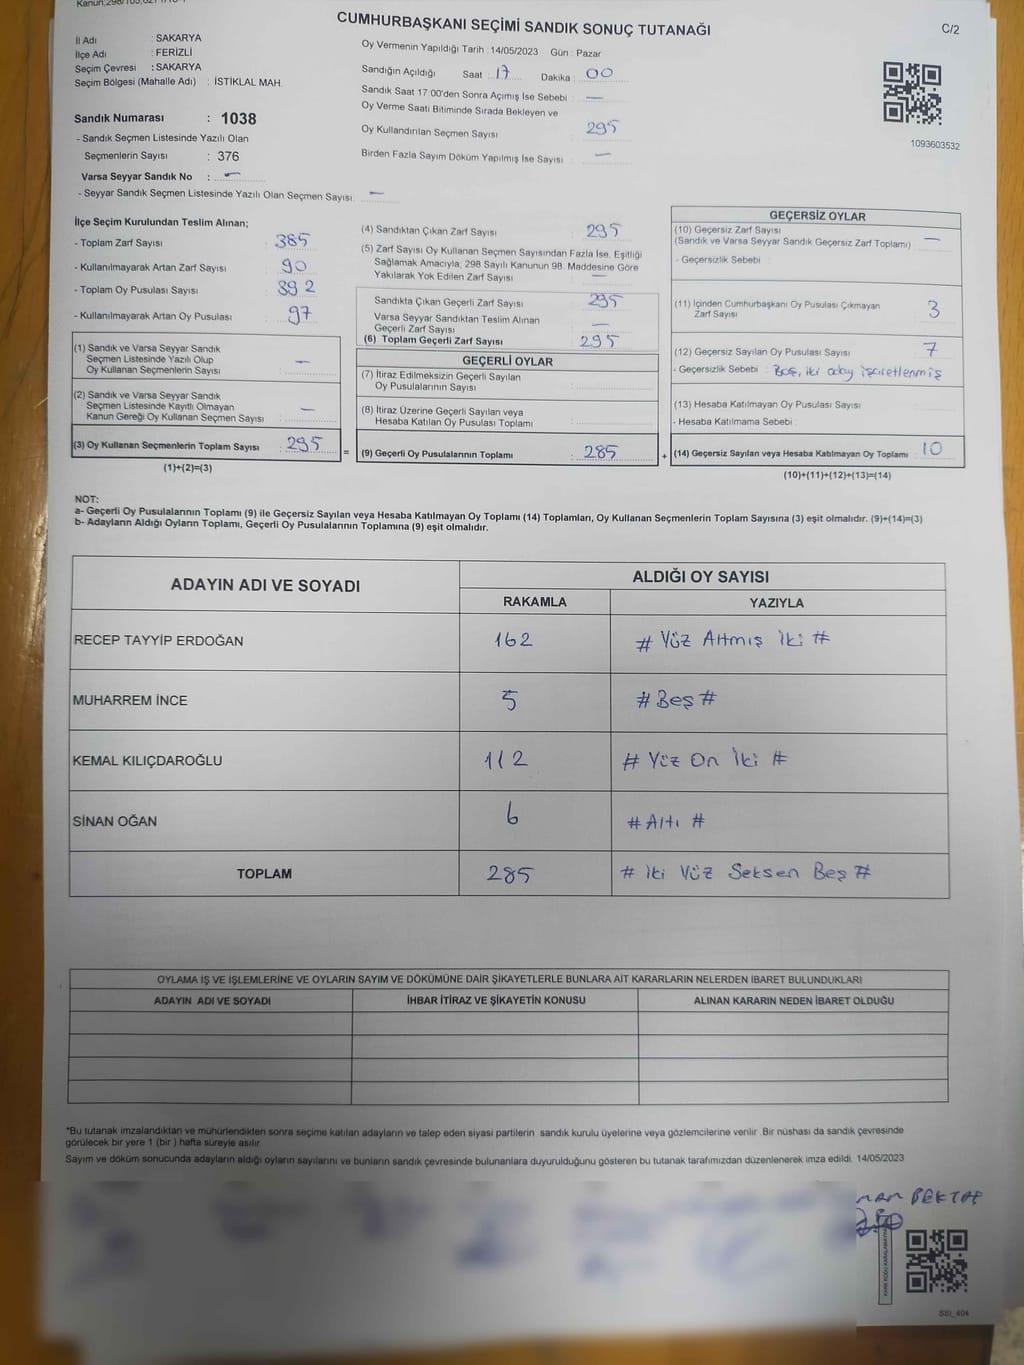 CUMHURBAŞKANI SEÇİMİ SANDIK SONUÇ TUTANAĞI
C/2
İl Adı : SAKARYA
İlçe Adı : FERİZLİ
Seçim Çevresi : SAKARYA
Seçim Bölgesi (Mahalle Adı) : İSTİKLAL MAH.
Oy Vermenin Yapıldığı Tarih : 14/05/2023 Gün : Pazar
Sandığın Açıldığı Saat : 17 Dakika : 00
Sandık Saat 17:00'den Sonra Açımış İse Sebebi : —
Oy Verme Saati Bitiminde Sırada Bekleyen ve
Oy Kullandırılan Seçmen Sayısı : 295
Birden Fazla Sayım Döküm Yapılmış İse Sayısı : —
1093603532
Sandık Numarası : 1038
- Sandık Seçmen Listesinde Yazılı Olan
Seçmenlerin Sayısı : 376
Varsa Seyyar Sandık No : —
- Seyyar Sandık Seçmen Listesinde Yazılı Olan Seçmen Sayısı: —
İlçe Seçim Kurulundan Teslim Alınan;
- Toplam Zarf Sayısı : 385
- Kullanılmayarak Artan Zarf Sayısı : 90
- Toplam Oy Pusulası Sayısı : 392
- Kullanılmayarak Artan Oy Pusulası : 97
(1) Sandık ve Varsa Seyyar Sandık
Seçmen Listesinde Yazılı Olup
Oy Kullanan Seçmenlerin Sayısı : —
(2) Sandık ve Varsa Seyyar Sandık
Seçmen Listesinde Kayıtlı Olmayan
Kanun Gereği Oy Kullanan Seçmen Sayısı : —
(3) Oy Kullanan Seçmenlerin Toplam Sayısı : 295
(1)+(2)=(3)
=
(4) Sandıktan Çıkan Zarf Sayısı : 295
(5) Zarf Sayısı Oy Kullanan Seçmen Sayısından Fazla İse, Eşitliği
Sağlamak Amacıyla, 298 Sayılı Kanunun 98. Maddesine Göre
Yakılarak Yok Edilen Zarf Sayısı : —
Sandıkta Çıkan Geçerli Zarf Sayısı : 295
Varsa Seyyar Sandıktan Teslim Alınan
Geçerli Zarf Sayısı : —
(6) Toplam Geçerli Zarf Sayısı : 295
GEÇERLİ OYLAR
(7) İtiraz Edilmeksizin Geçerli Sayılan
Oy Pusulalarının Sayısı :
(8) İtiraz Üzerine Geçerli Sayılan veya
Hesaba Katılan Oy Pusulası Toplamı :
(9) Geçerli Oy Pusulalarının Toplamı : 285
+
GEÇERSİZ OYLAR
(10) Geçersiz Zarf Sayısı
(Sandık ve Varsa Seyyar Sandık Geçersiz Zarf Toplamı) : —
- Geçersizlik Sebebi :
(11) İçinden Cumhurbaşkanı Oy Pusulası Çıkmayan
Zarf Sayısı : 3
(12) Geçersiz Sayılan Oy Pusulası Sayısı : 7
- Geçersizlik Sebebi : Boş, iki aday işaretlenmiş
(13) Hesaba Katılmayan Oy Pusulası Sayısı :
- Hesaba Katılmama Sebebi :
(14) Geçersiz Sayılan veya Hesaba Katılmayan Oy Toplamı : 10
(10)+(11)+(12)+(13)=(14)
NOT:
a- Geçerli Oy Pusulalarının Toplamı (9) ile Geçersiz Sayılan veya Hesaba Katılmayan Oy Toplamı (14) Toplamları, Oy Kullanan Seçmenlerin Toplam Sayısına (3) eşit olmalıdır. (9)+(14)=(3)
b- Adayların Aldığı Oyların Toplamı, Geçerli Oy Pusulalarının Toplamına (9) eşit olmalıdır.
ADAYIN ADI VE SOYADI
ALDIĞI OY SAYISI
RAKAMLA YAZIYLA
RECEP TAYYİP ERDOĞAN 162 # Yüz Altmış İki #
MUHARREM İNCE 5 # Beş #
KEMAL KILIÇDAROĞLU 112 # Yüz On İki #
SİNAN OĞAN 6 # Altı #
TOPLAM 285 # İki Yüz Seksen Beş #
OYLAMA İŞ VE İŞLEMLERİNE VE OYLARIN SAYIM VE DÖKÜMÜNE DAİR ŞİKAYETLERLE BUNLARA AİT KARARLARIN NELERDEN İBARET BULUNDUKLARI
ADAYIN ADI VE SOYADI İHBAR İTİRAZ VE ŞİKAYETİN KONUSU ALINAN KARARIN NEDEN İBARET OLDUĞU
*Bu tutanak imzalandıktan ve mühürlendikten sonra seçime katılan adayların ve talep eden siyasi partilerin sandık kurulu üyelerine veya gözlemcilerine verilir. Bir nüshası da sandık çevresinde
görülecek bir yere 1 (bir ) hafta süreyle asılır.
Sayım ve döküm sonucunda adayların aldığı oyların sayılarını ve bunların sandık çevresinde bulunanlara duyurulduğunu gösteren bu tutanak tarafımızdan düzenlenerek imza edildi. 14/05/2023
BEKTAŞ
SSİ_404